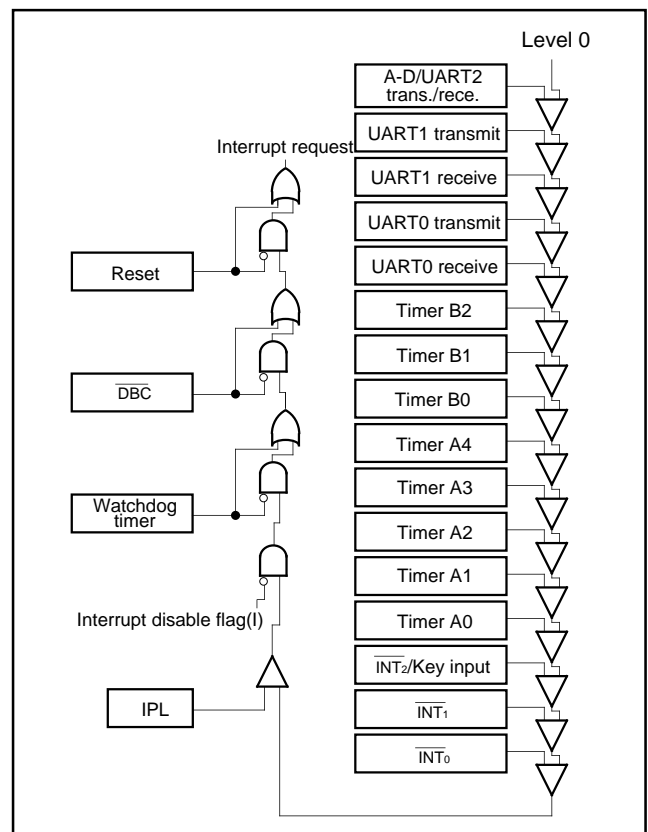 Level 0
A-D/UART2
trans./rece.
UART1 transmit
Interrupt request
UART1 receive
UART0 transmit
UART0 receive
Reset
Timer B2
Timer B1
DBC
Timer B0
Timer A4
Timer A3
Watchdog
timer
Timer A2
Timer A1
Interrupt disable flag(I)
Timer A0
INT2/Key input
IPL
INT1
INT0